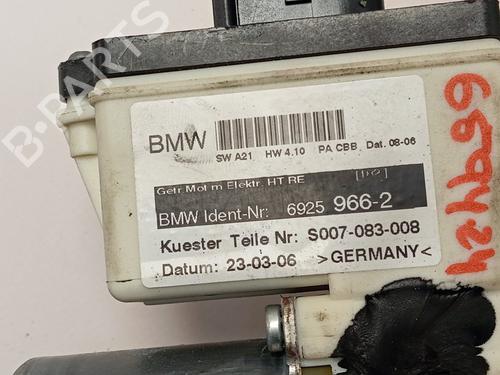 B-PARTS
BMW SW A21 HW 4.10 PA CBB Dat. 08-06
Getr Mot m Elektr. HT RE
BMW Ident-Nr: 6925 966-2
Kuester Teile Nr: S007-083-008
Datum: 23-03-06 >GERMANY<